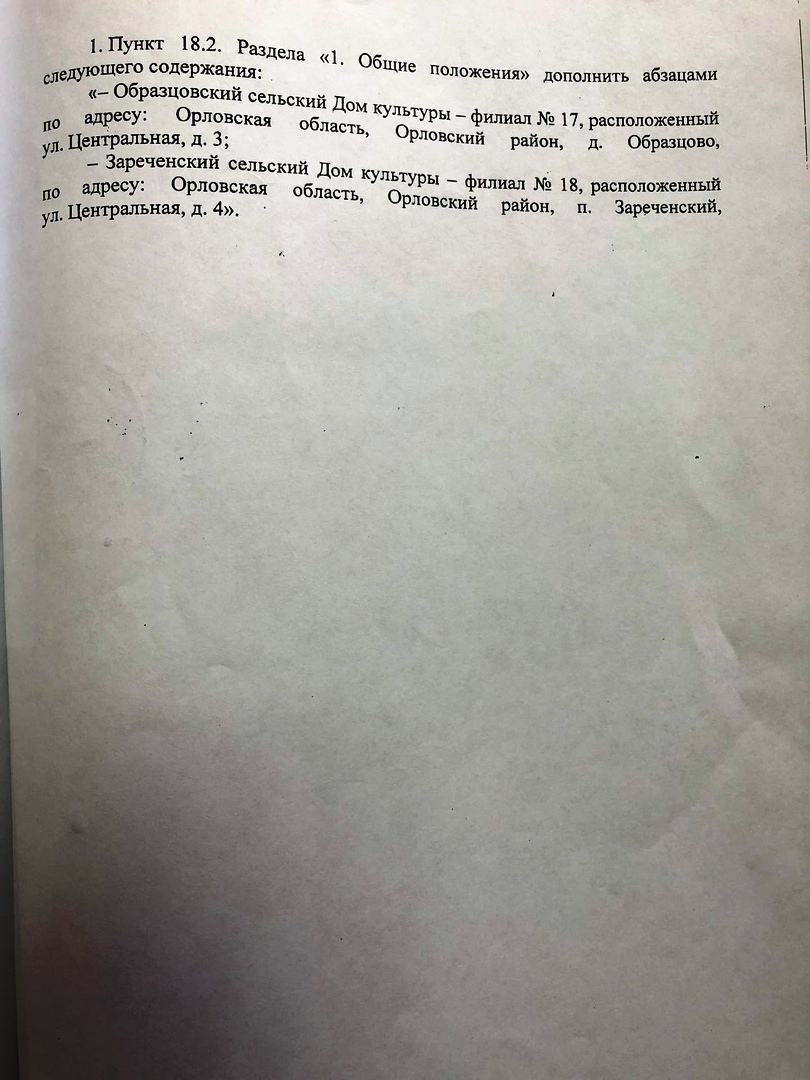 1. Пункт 18.2. Раздела «1. Общие положения» дополнить абзацами
следующего содержания:
«– Образцовский сельский Дом культуры – филиал № 17, расположенный
по адресу: Орловская область, Орловский район, д. Образцово,
ул. Центральная, д. 3;
– Зареченский сельский Дом культуры – филиал № 18, расположенный
по адресу: Орловская область, Орловский район, п. Зареченский,
ул. Центральная, д. 4».